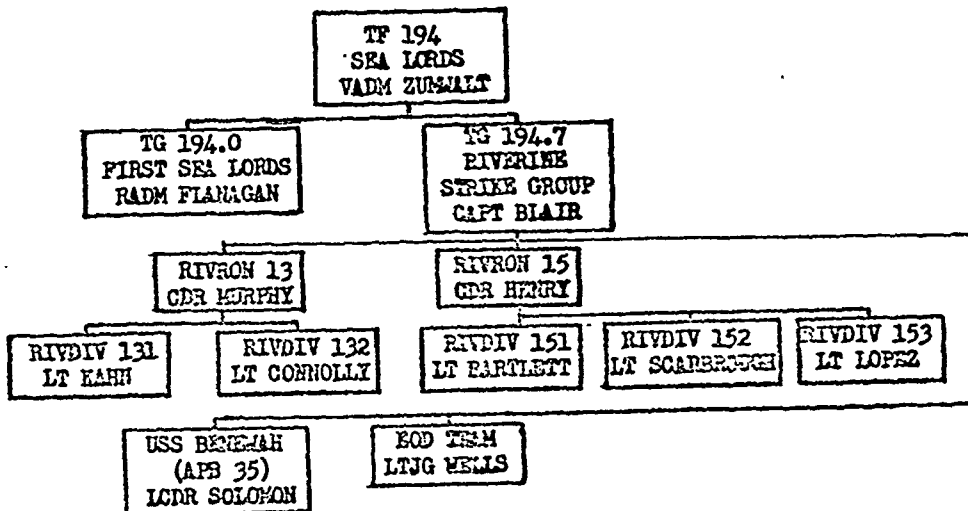 TF 194
SEA LORDS
VADM ZUMWALT
TG 194.0
FIRST SEA LORDS
RADM FLANAGAN
TG 194.7
RIVERINE
STRIKE GROUP
CAPT BLAIR
RIVRON 13
CDR MURPHY
RIVRON 15
CDR HENRY
RIVDIV 131
LT KAHN
RIVDIV 132
LT CONNOLLY
RIVDIV 151
LT BARTLETT
RIVDIV 152
LT SCARBROUGH
RIVDIV 153
LT LOPEZ
USS BENEWAH
(APB 35)
LCDR SOLOMON
EOD TEAM
LTJG WELLS